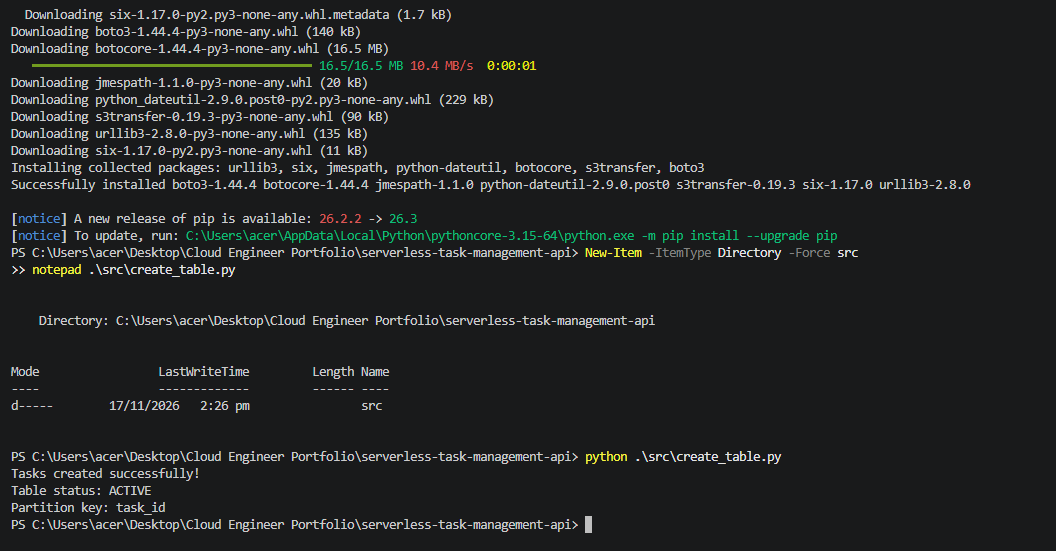 Downloading six-1.17.0-py2.py3-none-any.whl.metadata (1.7 kB)
Downloading boto3-1.44.4-py3-none-any.whl (140 kB)
Downloading botocore-1.44.4-py3-none-any.whl (16.5 MB)
16.5/16.5 MB 10.4 MB/s 0:00:01
Downloading jmespath-1.1.0-py3-none-any.whl (20 kB)
Downloading python_dateutil-2.9.0.post0-py2.py3-none-any.whl (229 kB)
Downloading s3transfer-0.19.3-py3-none-any.whl (90 kB)
Downloading urllib3-2.8.0-py3-none-any.whl (135 kB)
Downloading six-1.17.0-py2.py3-none-any.whl (11 kB)
Installing collected packages: urllib3, six, jmespath, python-dateutil, botocore, s3transfer, boto3
Successfully installed boto3-1.44.4 botocore-1.44.4 jmespath-1.1.0 python-dateutil-2.9.0.post0 s3transfer-0.19.3 six-1.17.0 urllib3-2.8.0
[notice] A new release of pip is available: 26.2.2 -> 26.3
[notice] To update, run: C:\Users\acer\AppData\Local\Python\pythoncore-3.15-64\python.exe -m pip install --upgrade pip
PS C:\Users\acer\Desktop\Cloud Engineer Portfolio\serverless-task-management-api> New-Item -ItemType Directory -Force src
>> notepad .\src\create_table.py
Directory: C:\Users\acer\Desktop\Cloud Engineer Portfolio\serverless-task-management-api
Mode LastWriteTime Length Name
---- ------------- ------ ----
d----- 17/11/2026 2:26 pm src
PS C:\Users\acer\Desktop\Cloud Engineer Portfolio\serverless-task-management-api> python .\src\create_table.py
Tasks created successfully!
Table status: ACTIVE
Partition key: task_id
PS C:\Users\acer\Desktop\Cloud Engineer Portfolio\serverless-task-management-api>